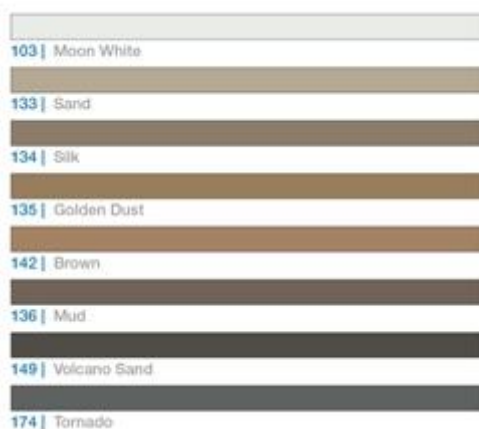 103 | Moon White
133 | Sand
134 | Silk
135 | Golden Dust
142 | Brown
136 | Mud
149 | Volcano Sand
174 | Tornado